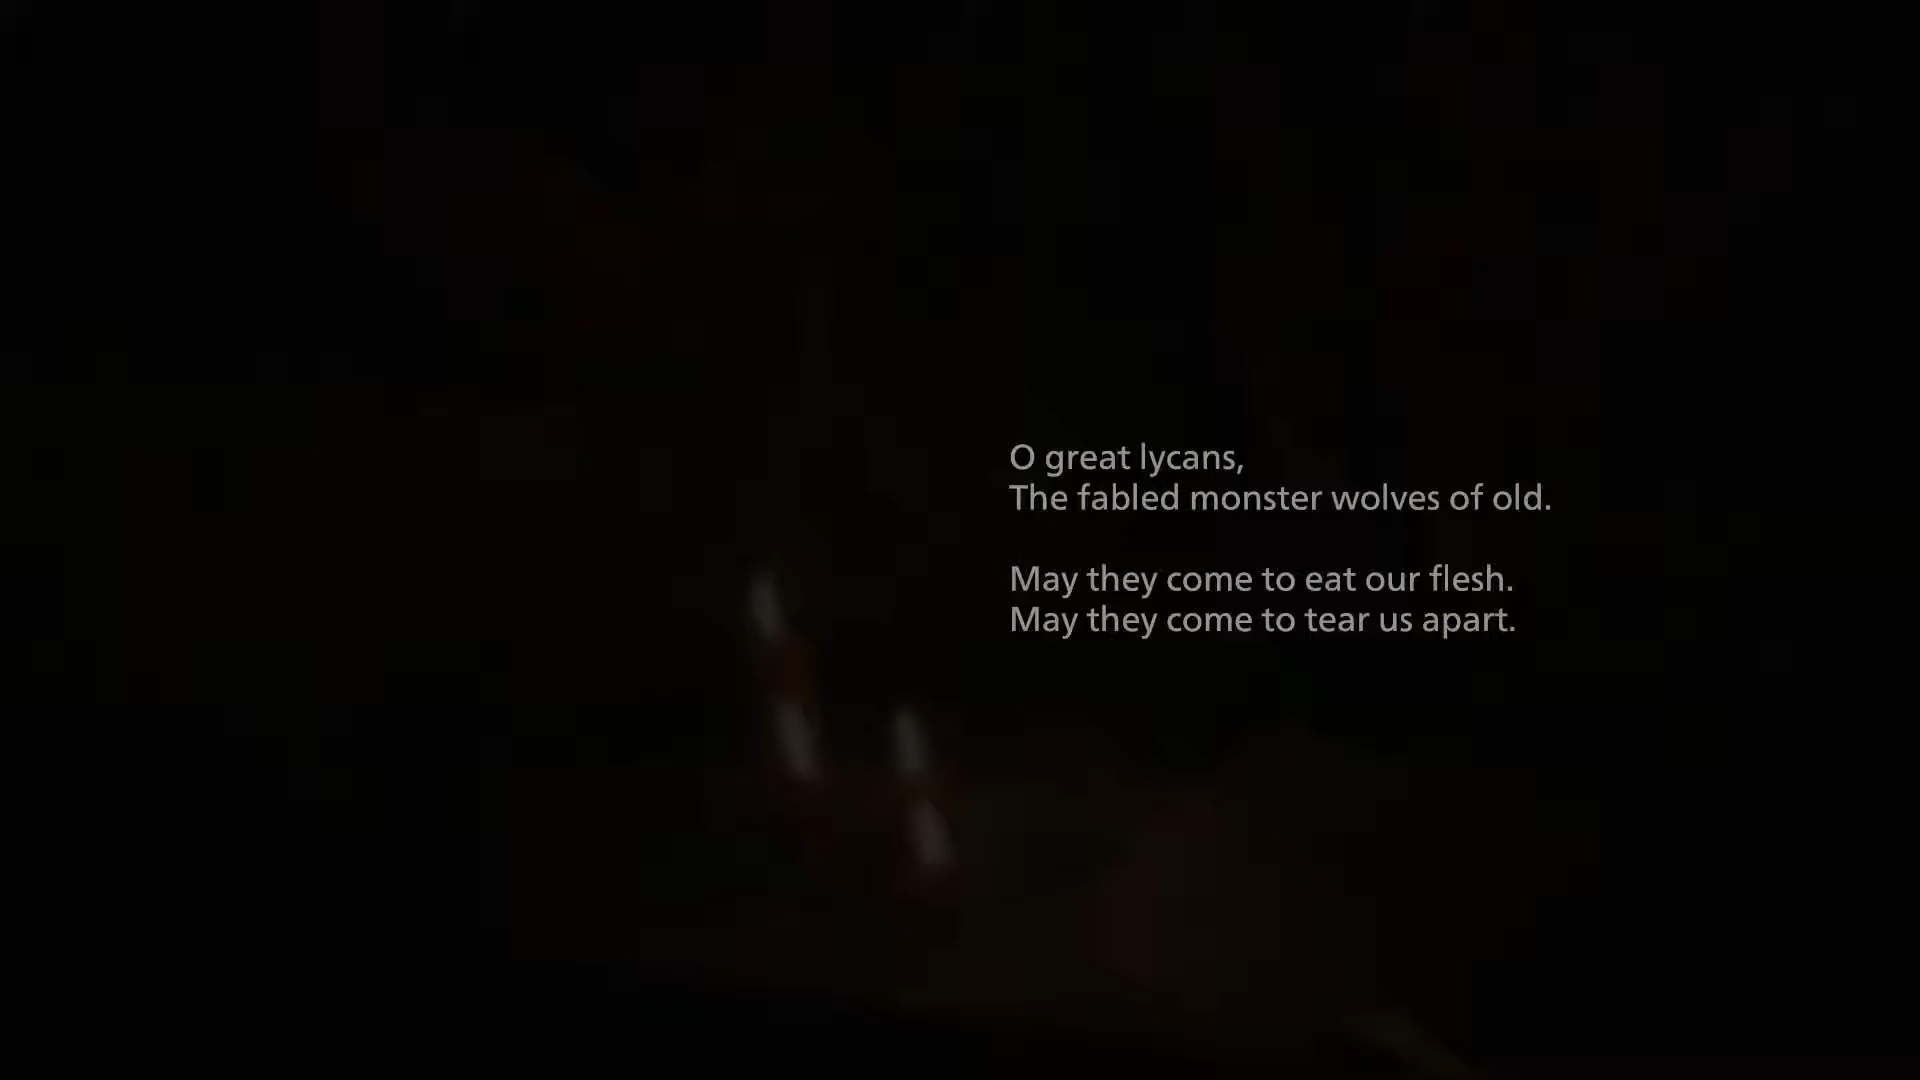 O great lycans,
The fabled monster wolves of old.
May they come to eat our flesh.
May they come to tear us apart.